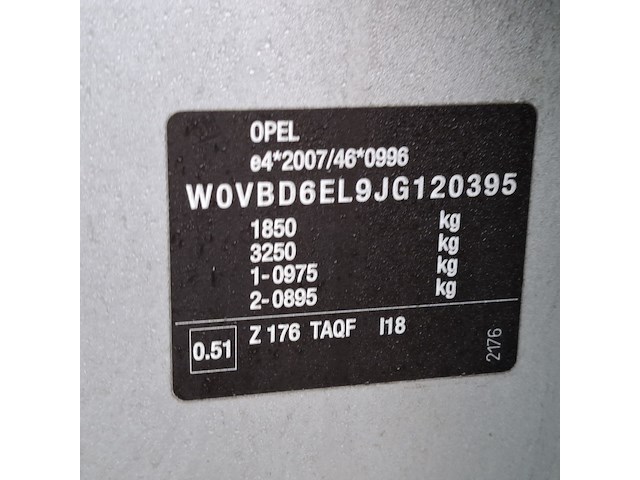 OPEL
e4*2007/46*0996
W0VBD6EL9JG120395
1850 kg
3250 kg
1-0975 kg
2-0895 kg
0.51 Z 176 TAQF I18
2176